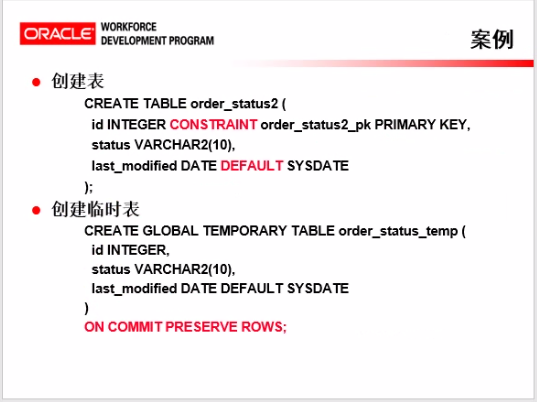 ORACLE
WORKFORCE
DEVELOPMENT PROGRAM
案例
创建表
CREATE TABLE order_status2 (
id INTEGER CONSTRAINT order_status2_pk PRIMARY KEY,
status VARCHAR2(10),
last_modified DATE DEFAULT SYSDATE
);
创建临时表
CREATE GLOBAL TEMPORARY TABLE order_status_temp (
id INTEGER,
status VARCHAR2(10),
last_modified DATE DEFAULT SYSDATE
)
ON COMMIT PRESERVE ROWS;